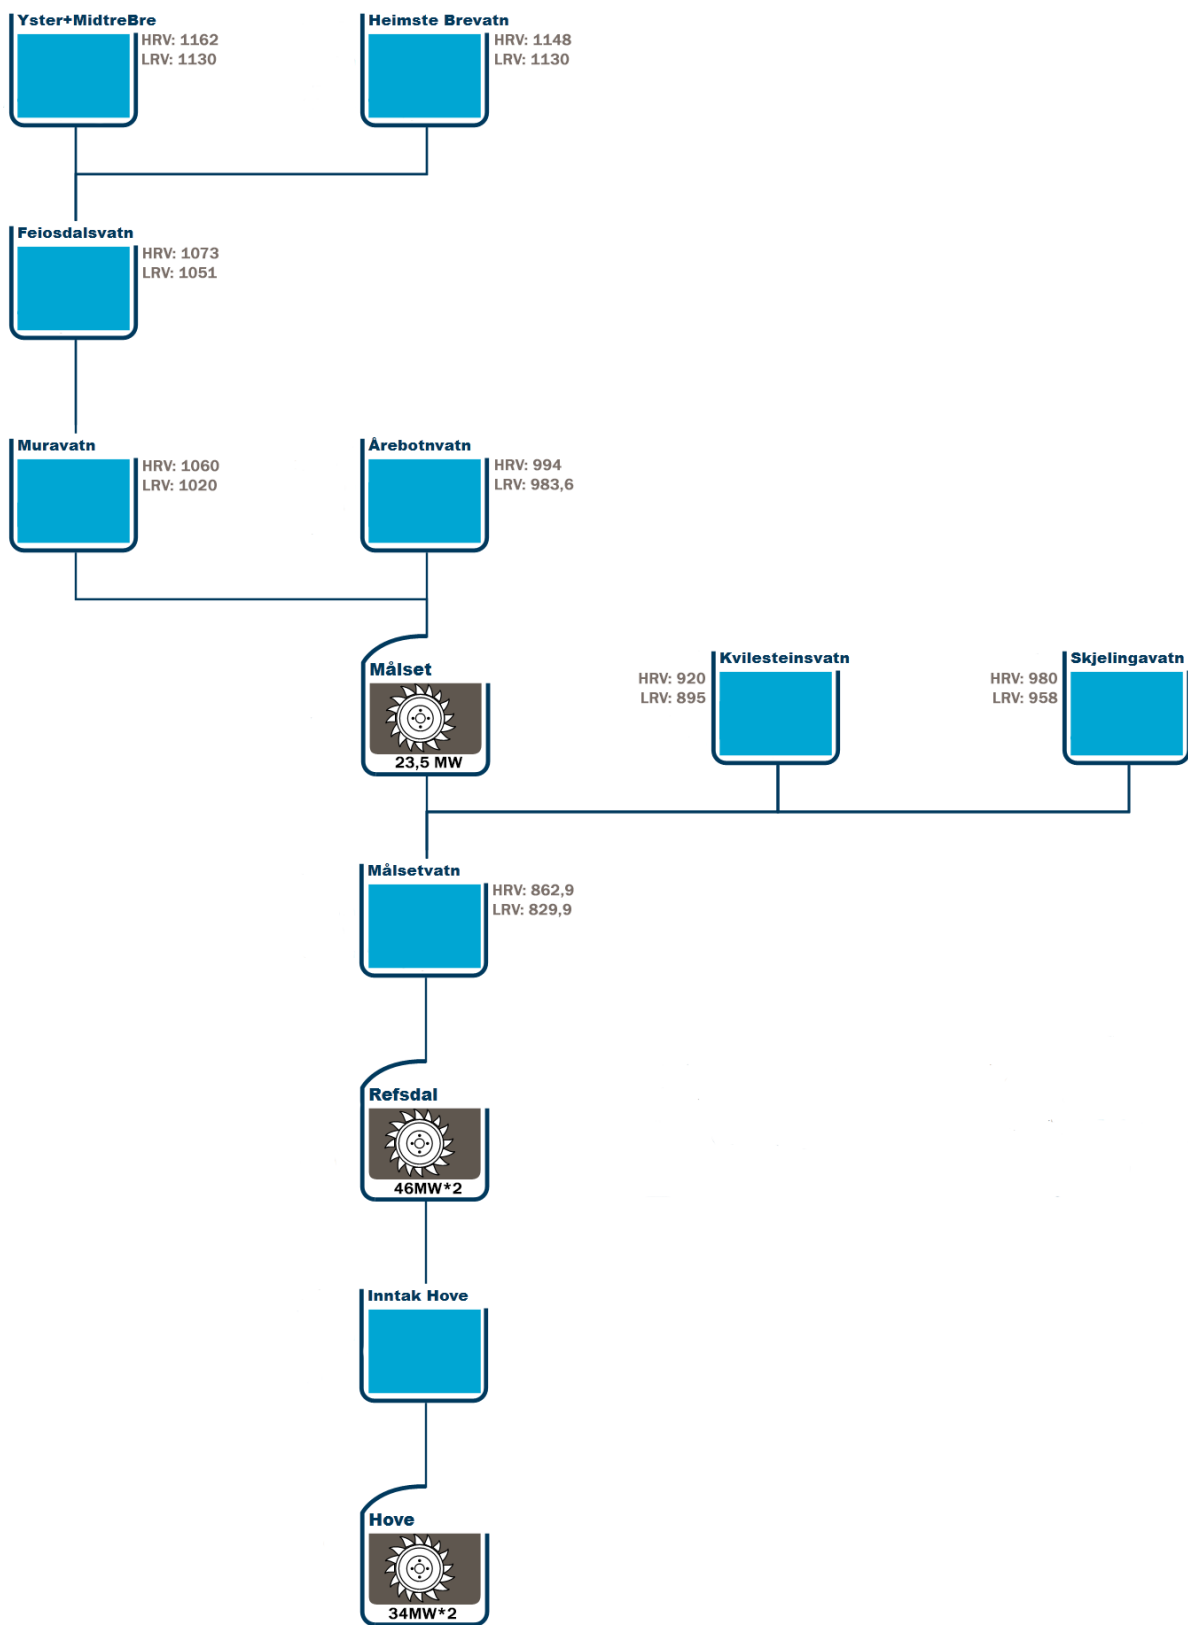 Yster+MidtreBre
HRV: 1162
LRV: 1130
Heimste Brevatn
HRV: 1148
LRV: 1130
Feiosdalsvatn
HRV: 1073
LRV: 1051
Muravatn
HRV: 1060
LRV: 1020
Årebotnvatn
HRV: 994
LRV: 983,6
Målset
23,5 MW
Kvilesteinsvatn
HRV: 920
LRV: 895
Skjelingavatn
HRV: 980
LRV: 958
Målsetvatn
HRV: 862,9
LRV: 829,9
Refsdal
46MW*2
Inntak Hove
Hove
34MW*2